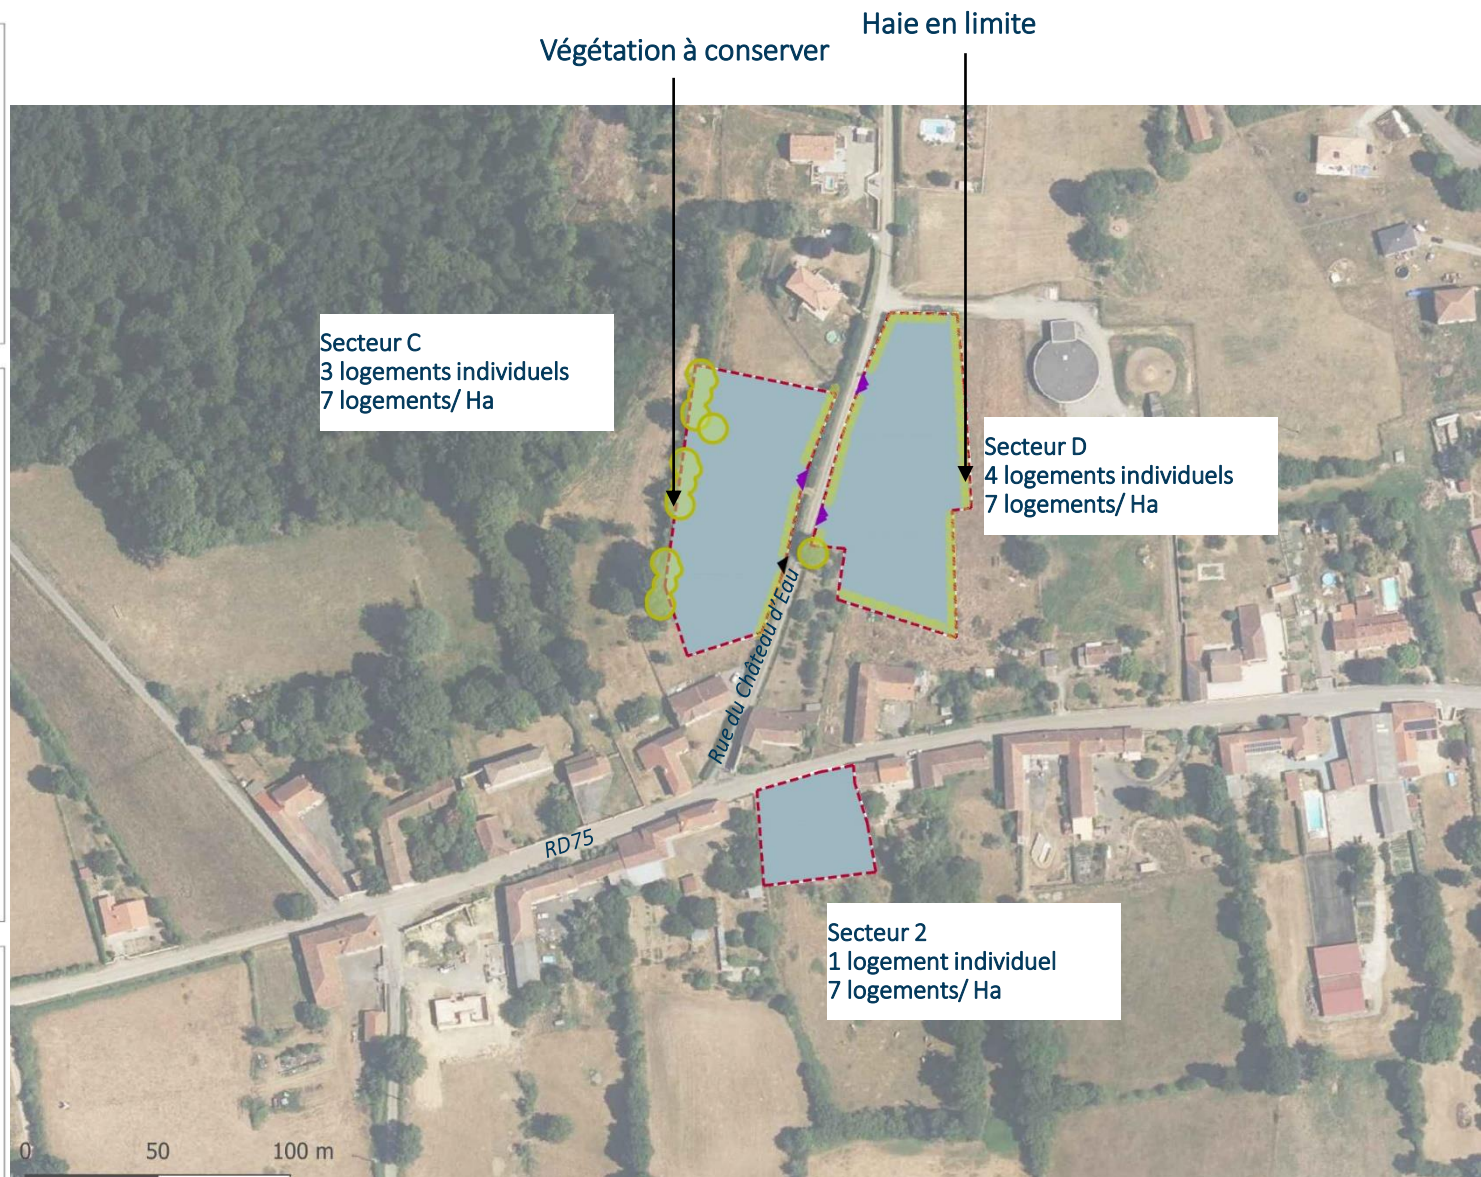 Haie en limite
Végétation à conserver
Secteur C
3 logements individuels
7 logements/ Ha
Secteur D
4 logements individuels
7 logements/ Ha
Rue du Château d'Eau
RD75
Secteur 2
1 logement individuel
7 logements/ Ha
0 50 100 m